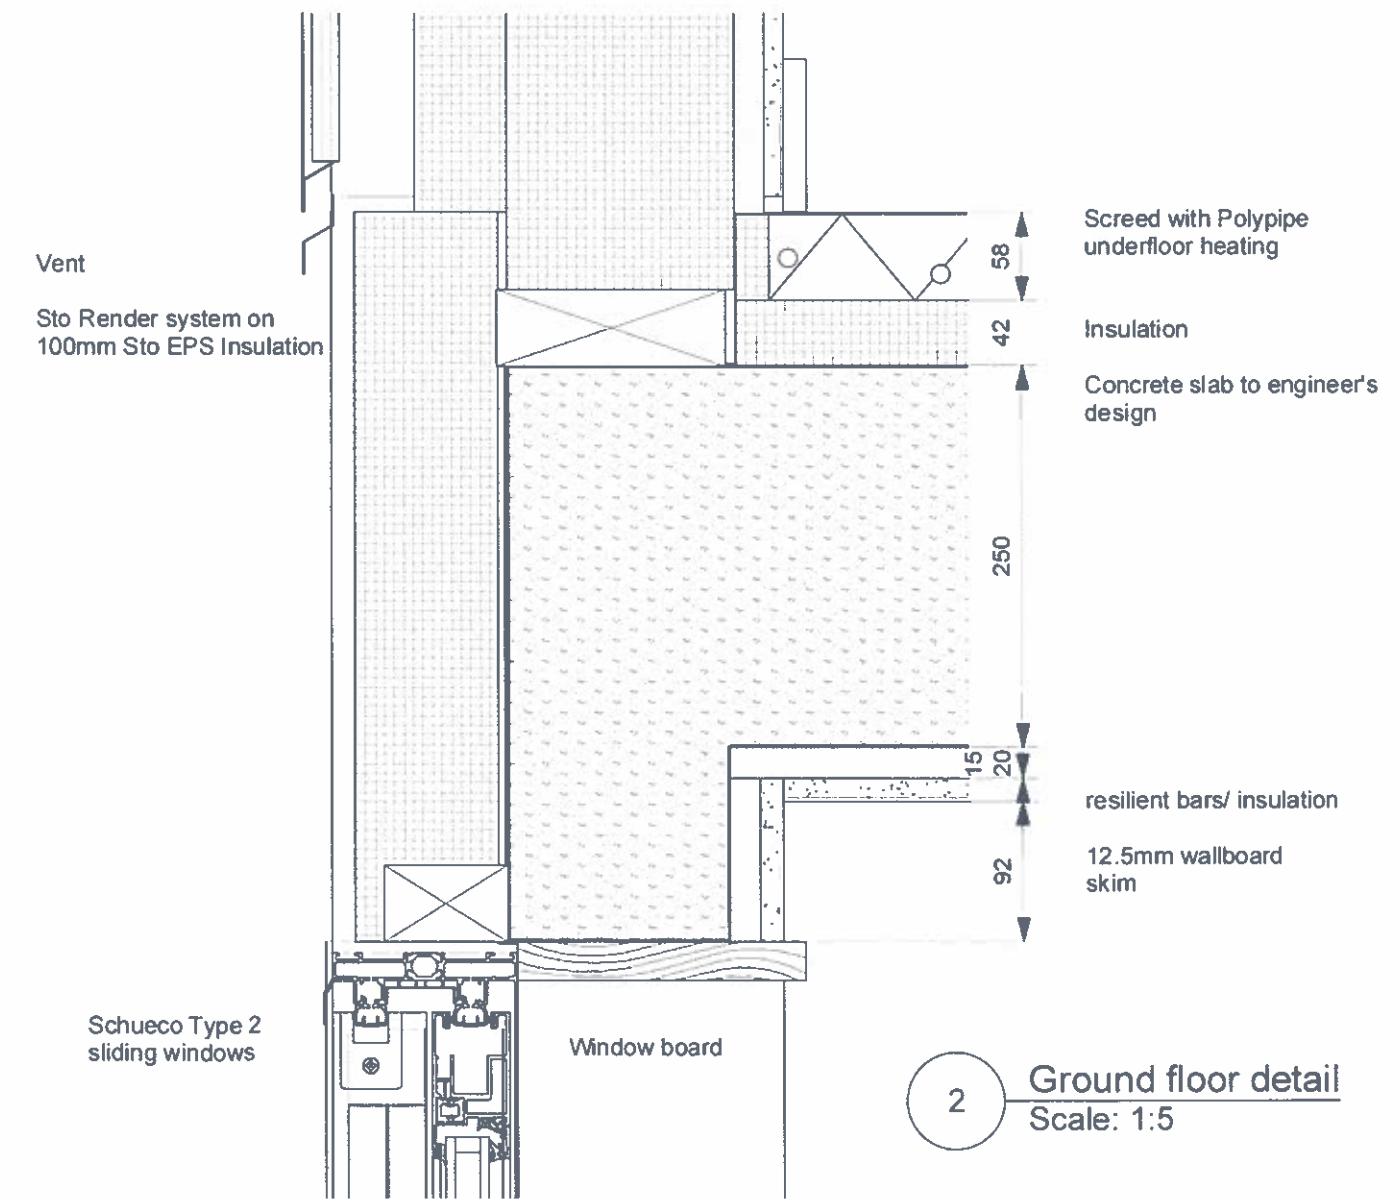 Vent
Sto Render system on
100mm Sto EPS Insulation
Screed with Polypipe
underfloor heating
58
Insulation
42
Concrete slab to engineer's
design
250
15
20
resilient bars/ insulation
12.5mm wallboard
skim
92
Schueco Type 2
sliding windows
Window board
2
Ground floor detail
Scale: 1:5